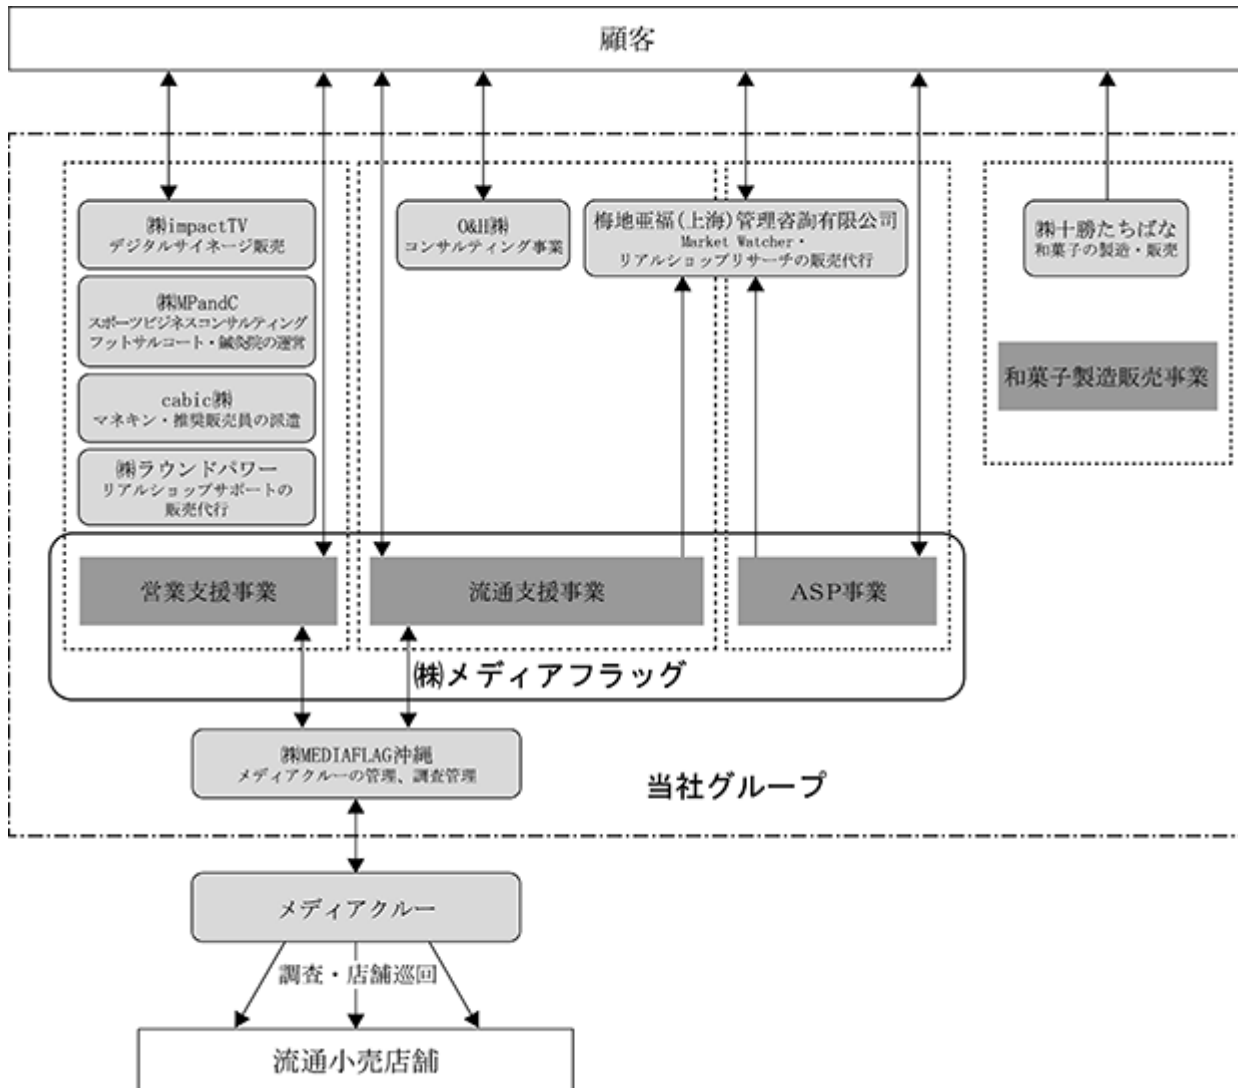 顧客
㈱impactTV
デジタルサイネージ販売
㈱MPandC
スポーツビジネスコンサルティング
フットサルコート・鍼灸院の運営
cabic㈱
マネキン・推奨販売員の派遣
㈱ラウンドパワー
リアルショップサポートの
販売代行
営業支援事業
O&H㈱
コンサルティング事業
流通支援事業
梅地亜福(上海)管理咨詢有限公司
Market Watcher・
リアルショップリサーチの販売代行
ASP事業
㈱十勝たちばな
和菓子の製造・販売
和菓子製造販売事業
㈱メディアフラッグ
㈱MEDIAFLAG沖縄
メディアクルーの管理、調査管理
当社グループ
メディアクルー
調査・店舗巡回
流通小売店舗